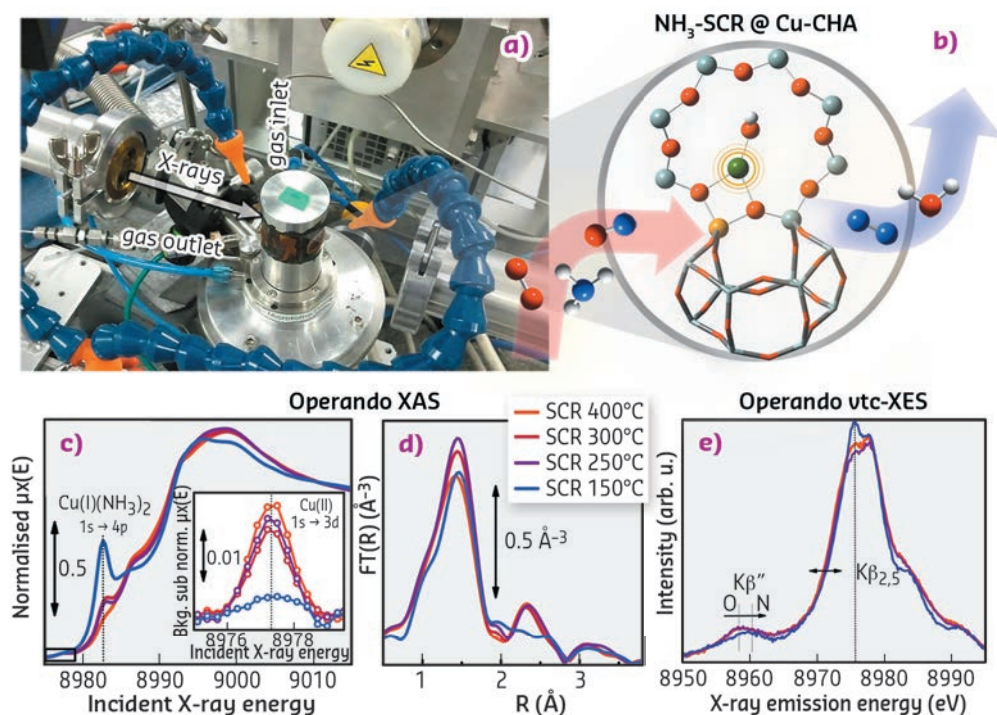 a)
gas inlet
X-rays
gas outlet
NH3-SCR @ Cu-CHA
b)
Operando XAS
Operando vtc-XES
SCR 400°C
SCR 300°C
SCR 250°C
SCR 150°C
c)
Normalised µx(E)
Cu(I)(NH3)2
1s → 4p
0.5
Bkg. sub norm. µx(E)
Cu(II)
1s → 3d
0.01
8976 8978
Incident X-ray energy
8980 8990 9000 9010
Incident X-ray energy
d)
FT(R) (Å-3)
0.5 Å-3
1 2 3
R (Å)
e)
Intensity (arb. u.)
Kβ"
O N
Kβ2,5
8950 8960 8970 8980 8990
X-ray emission energy (eV)